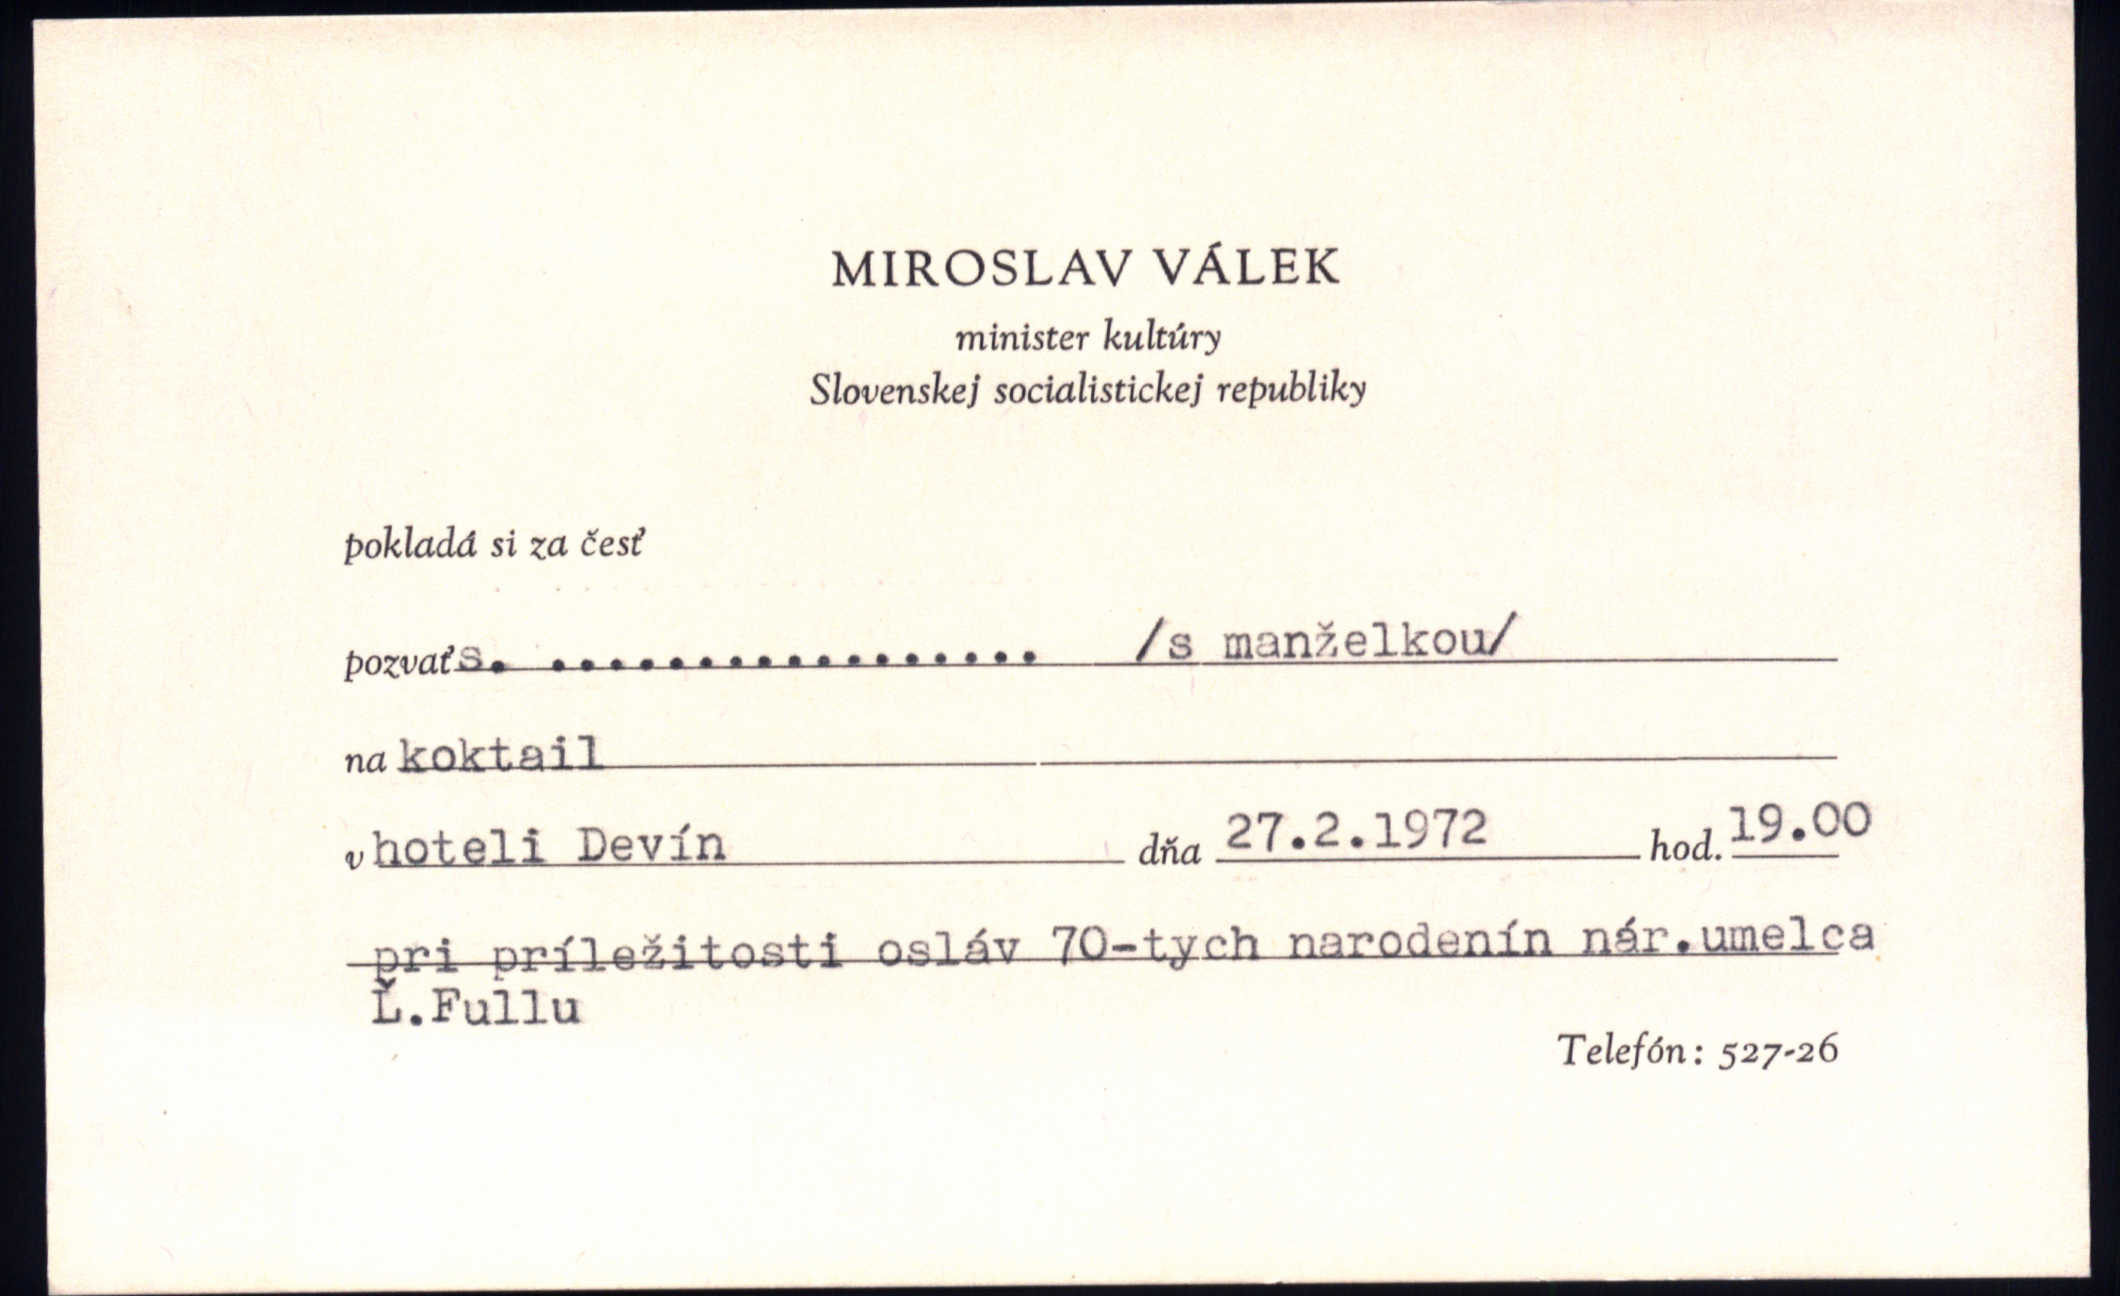 MIROSLAV VÁLEK
minister kultúry
Slovenskej socialistickej republiky
pokladá si za česť
pozvať s. ................. /s manželkou/
na koktail
v hoteli Devín dňa 27.2.1972 hod. 19.00
pri príležitosti osláv 70-tych narodenín nár.umelca
Ľ.Fullu
Telefón: 527-26